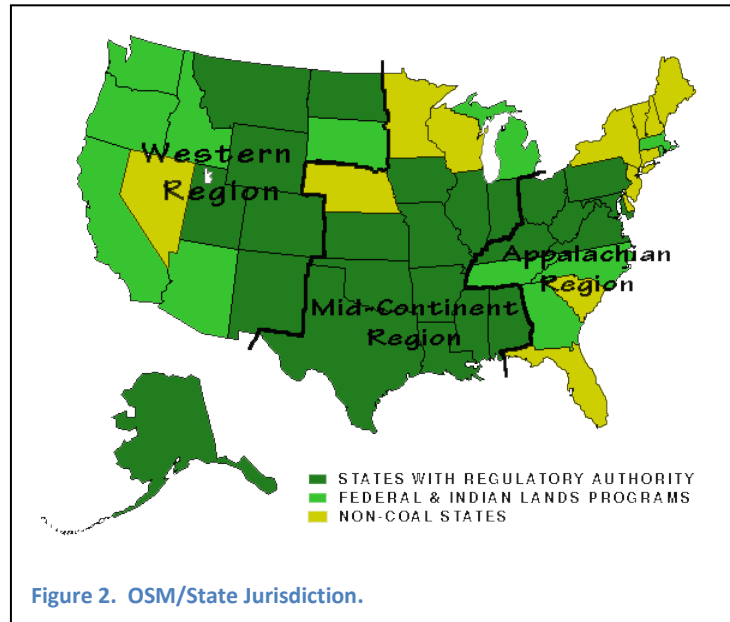 Western
Region
Appalachian
Region
Mid-Continent
Region
STATES WITH REGULATORY AUTHORITY
FEDERAL & INDIAN LANDS PROGRAMS
NON-COAL STATES
Figure 2. OSM/State Jurisdiction.